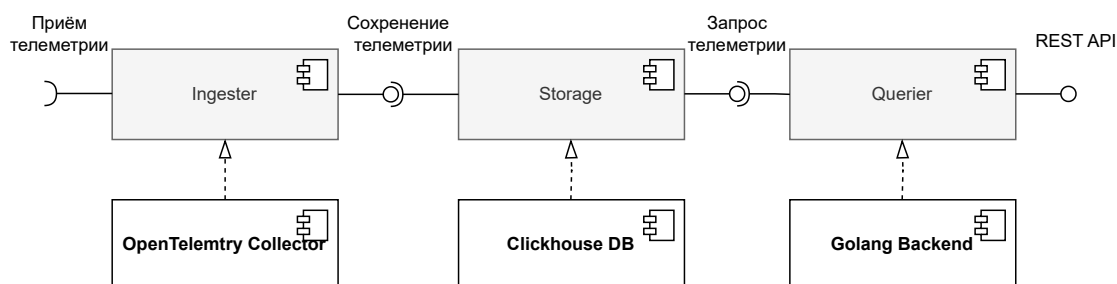 Приём
телеметрии
Сохренение
телеметрии
Запрос
телеметрии
REST API
Ingester
Storage
Querier
OpenTelemtry Collector
Clickhouse DB
Golang Backend